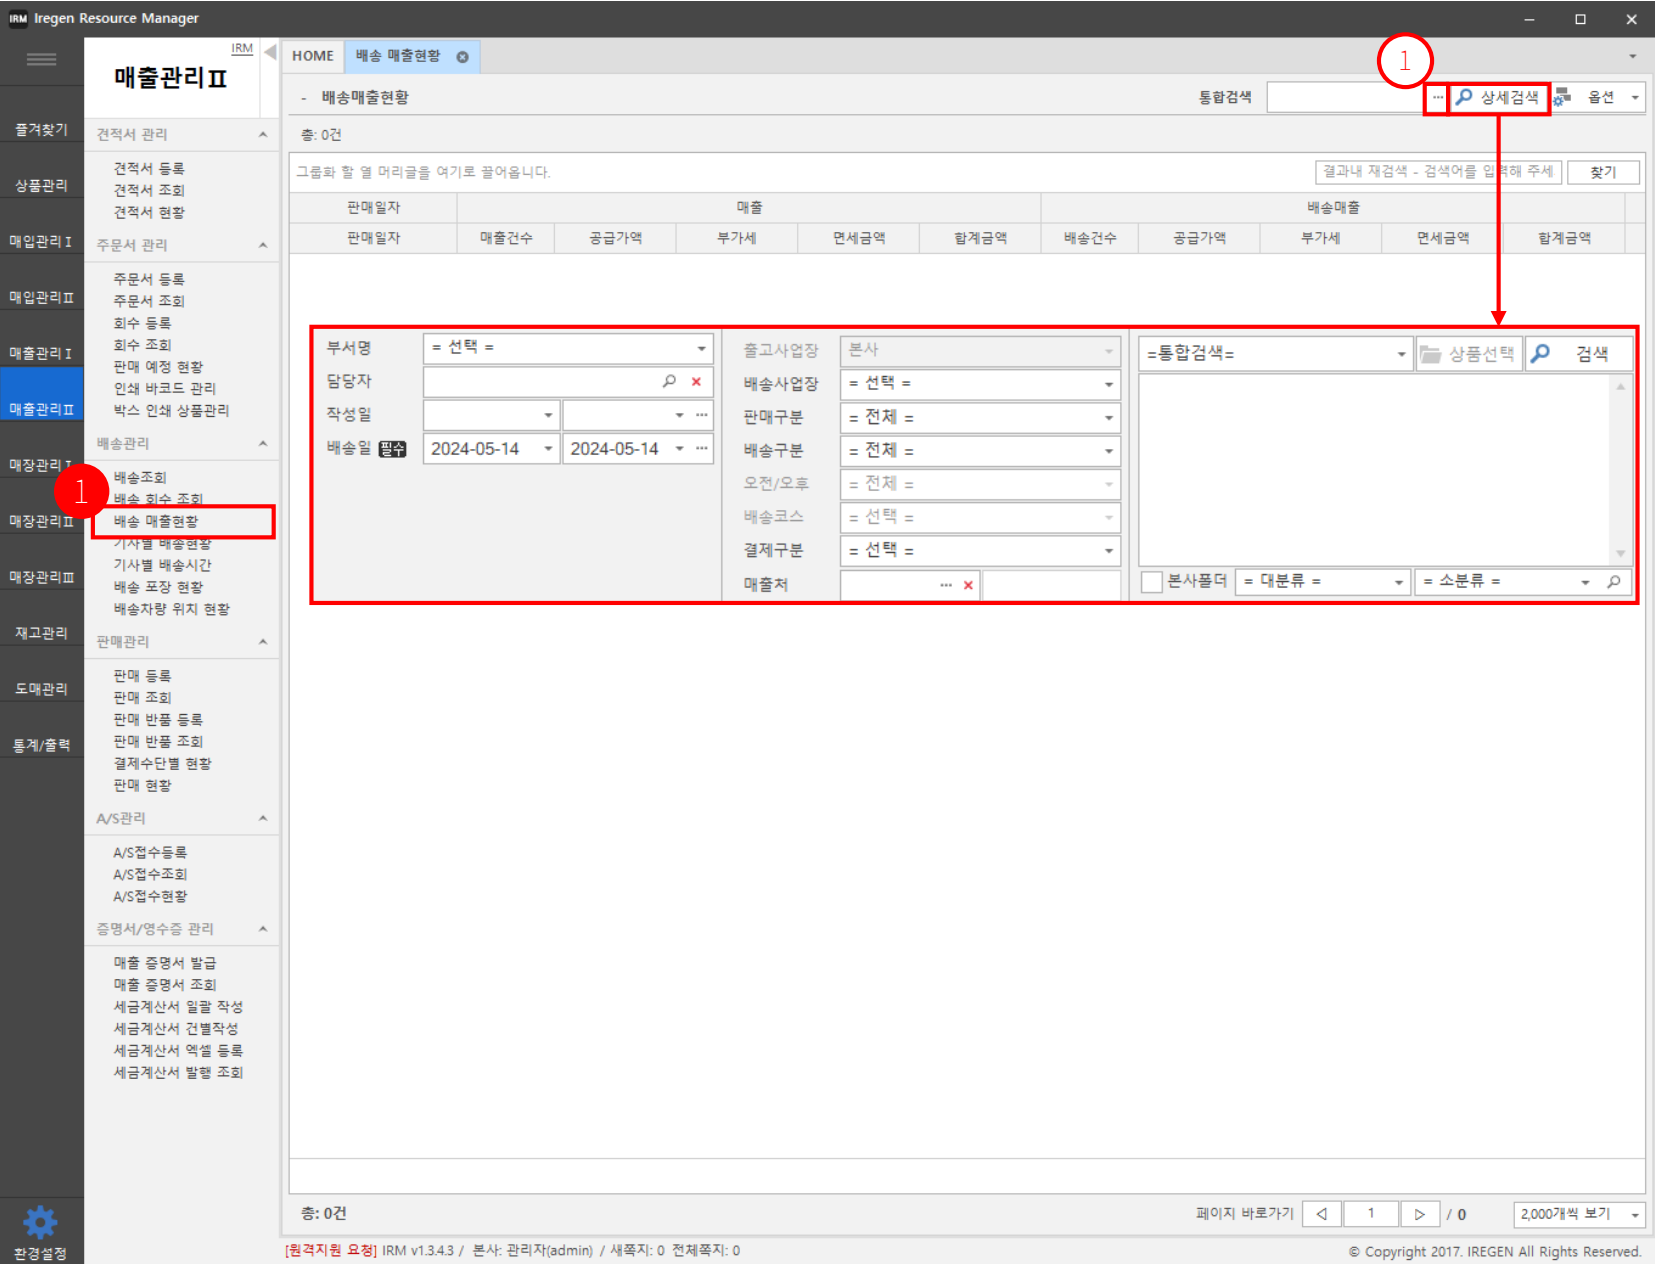 IRM Iregen Resource Manager
즐겨찾기
상품관리
매입관리 I
매입관리 II
매출관리 I
매출관리 II
매장관리 I
매장관리 II
매장관리 III
재고관리
도매관리
통계/출력
환경설정
IRM
매출관리 II
견적서 관리
견적서 등록
견적서 조회
견적서 현황
주문서 관리
주문서 등록
주문서 조회
회수 등록
회수 조회
판매 예정 현황
인쇄 바코드 관리
박스 인쇄 상품관리
배송관리
배송조회
1
배송 회수 조회
배송 매출현황
기사별 배송현황
기사별 배송시간
배송 포장 현황
배송차량 위치 현황
판매관리
판매 등록
판매 조회
판매 반품 등록
판매 반품 조회
결제수단별 현황
판매 현황
A/S관리
A/S접수등록
A/S접수조회
A/S접수현황
증명서/영수증 관리
매출 증명서 발급
매출 증명서 조회
세금계산서 일괄 작성
세금계산서 건별작성
세금계산서 엑셀 등록
세금계산서 발행 조회
HOME 배송 매출현황
1
- 배송매출현황 통합검색 ... 상세검색 옵션
총: 0건
그룹화 할 열 머리글을 여기로 끌어옵니다. 결과내 재검색 - 검색어를 입력해 주세 찾기
판매일자 매출 배송매출
판매일자 매출건수 공급가액 부가세 면세금액 합계금액 배송건수 공급가액 부가세 면세금액 합계금액
부서명 = 선택 =
담당자
작성일 ...
배송일 필수 2024-05-14 2024-05-14 ...
출고사업장 본사
배송사업장 = 선택 =
판매구분 = 전체 =
배송구분 = 전체 =
오전/오후 = 전체 =
배송코스 = 선택 =
결제구분 = 선택 =
매출처 ...
=통합검색= 상품선택 검색
본사폴더 = 대분류 = = 소분류 =
총: 0건 페이지 바로가기 1 / 0 2,000개씩 보기
[원격지원 요청] IRM v1.3.4.3 / 본사: 관리자(admin) / 새쪽지: 0 전체쪽지: 0 © Copyright 2017. IREGEN All Rights Reserved.